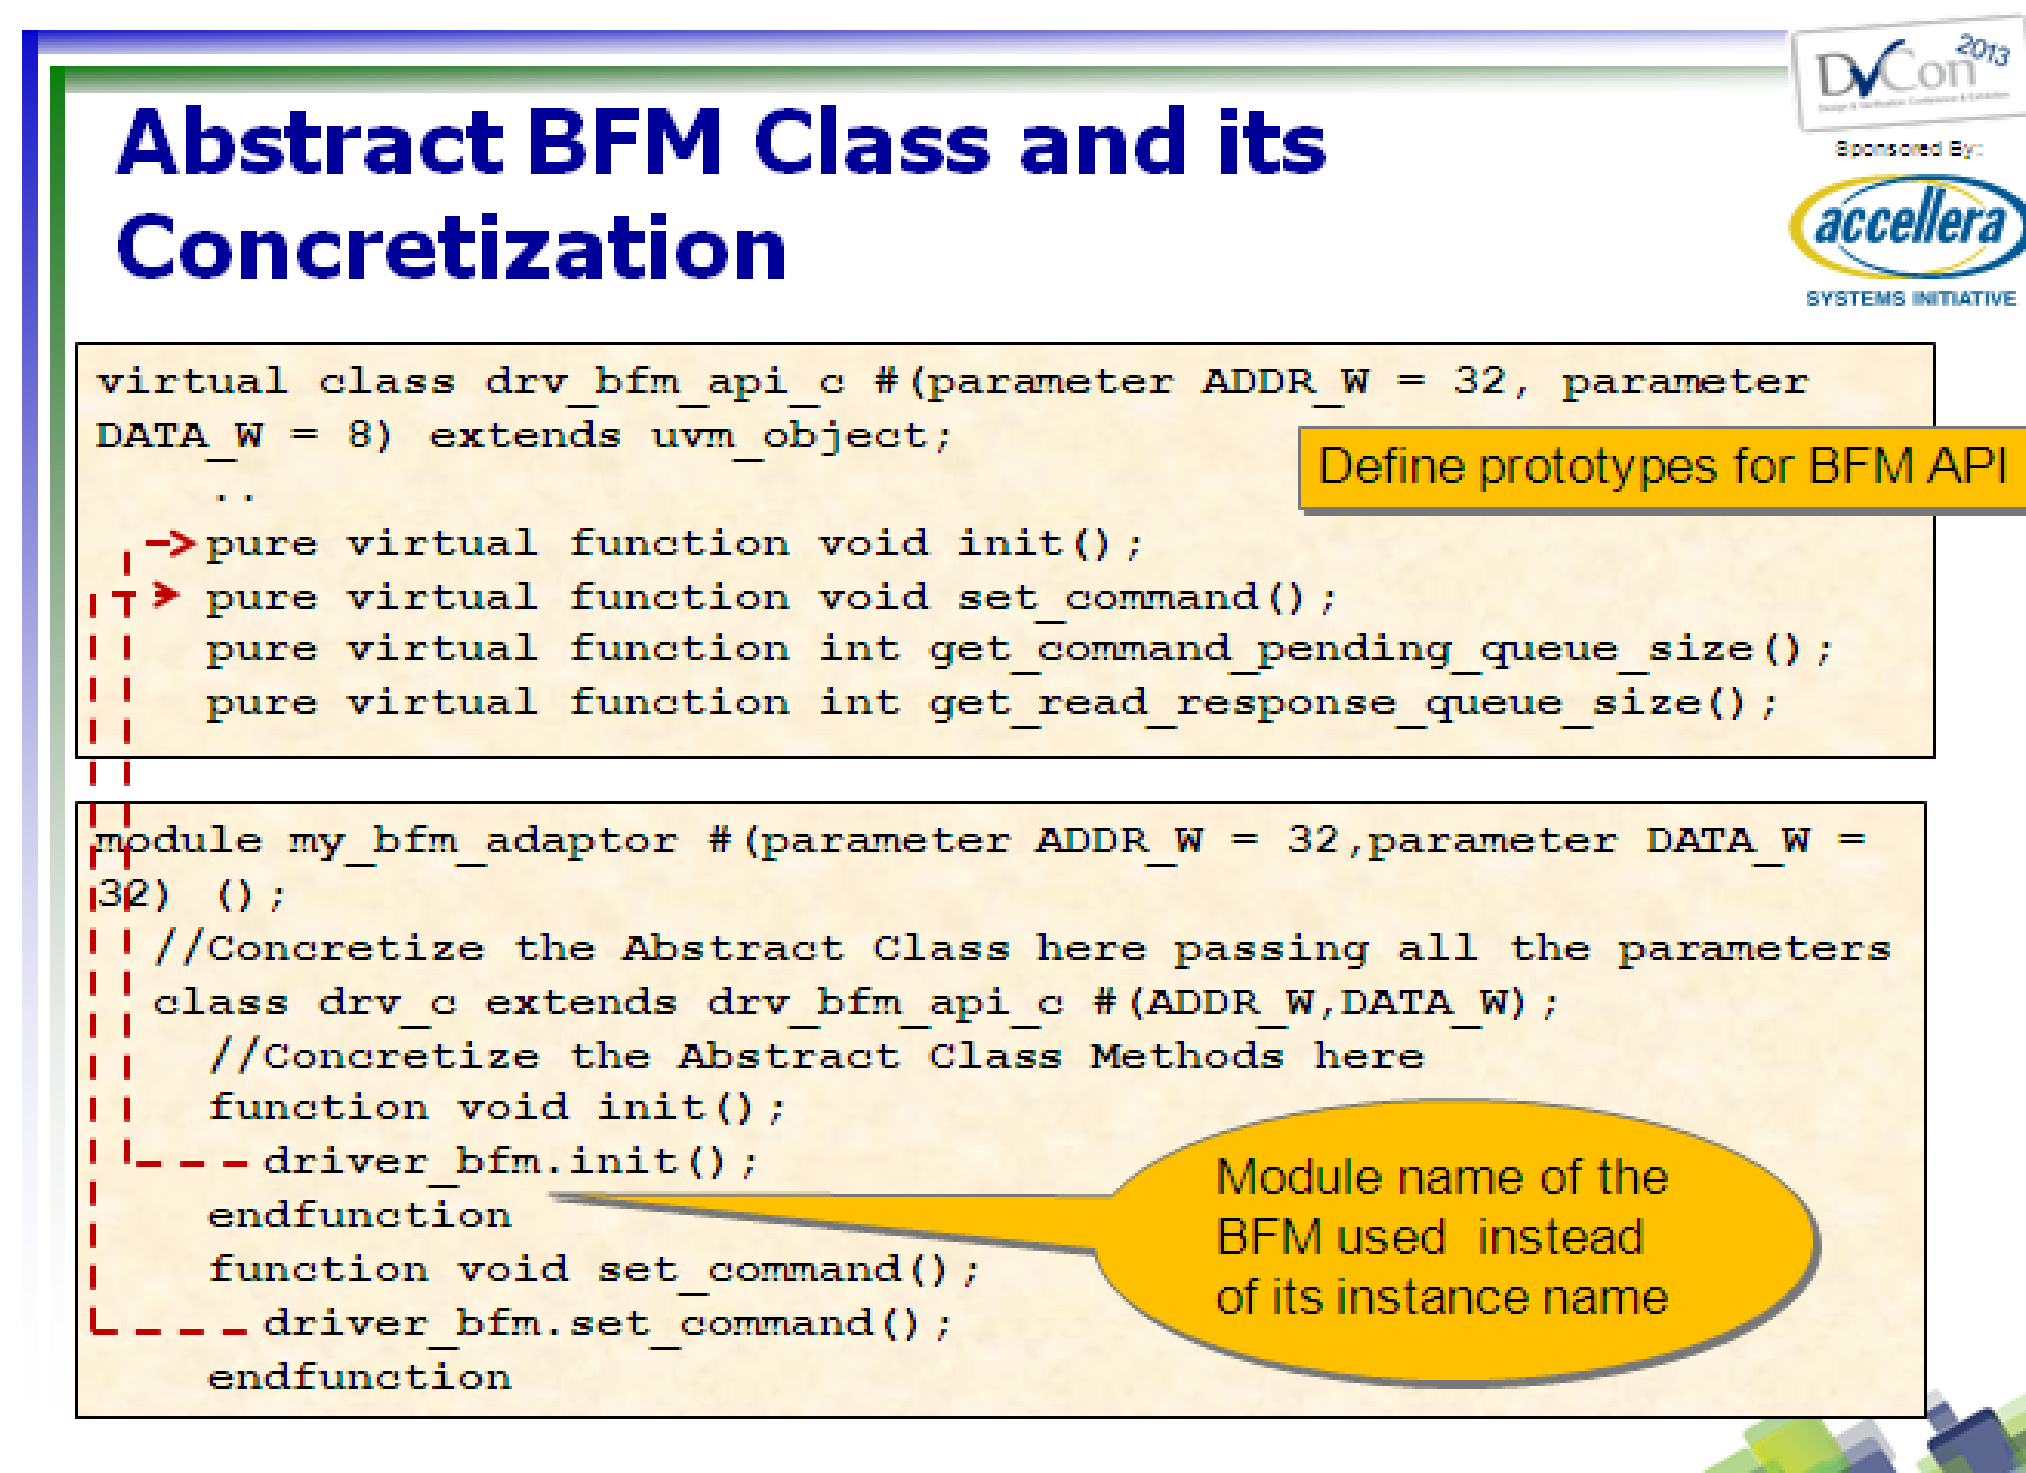 DVCon 2013
Sponsored By:
accellera
SYSTEMS INITIATIVE
Abstract BFM Class and its
Concretization
virtual class drv_bfm_api_c #(parameter ADDR_W = 32, parameter
DATA_W = 8) extends uvm_object;
Define prototypes for BFM API
..
pure virtual function void init();
pure virtual function void set_command();
pure virtual function int get_command_pending_queue_size();
pure virtual function int get_read_response_queue_size();
module my_bfm_adaptor #(parameter ADDR_W = 32,parameter DATA_W =
32) ();
//Concretize the Abstract Class here passing all the parameters
class drv_c extends drv_bfm_api_c #(ADDR_W,DATA_W);
//Concretize the Abstract Class Methods here
function void init();
driver_bfm.init();
endfunction
function void set_command();
driver_bfm.set_command();
endfunction
Module name of the
BFM used instead
of its instance name